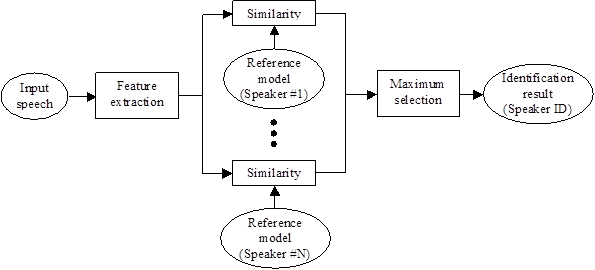 Similarity
Reference
model
(Speaker #1)
Input
speech
Feature
extraction
Maximum
selection
Identification
result
(Speaker ID)
Similarity
Reference
model
(Speaker #N)